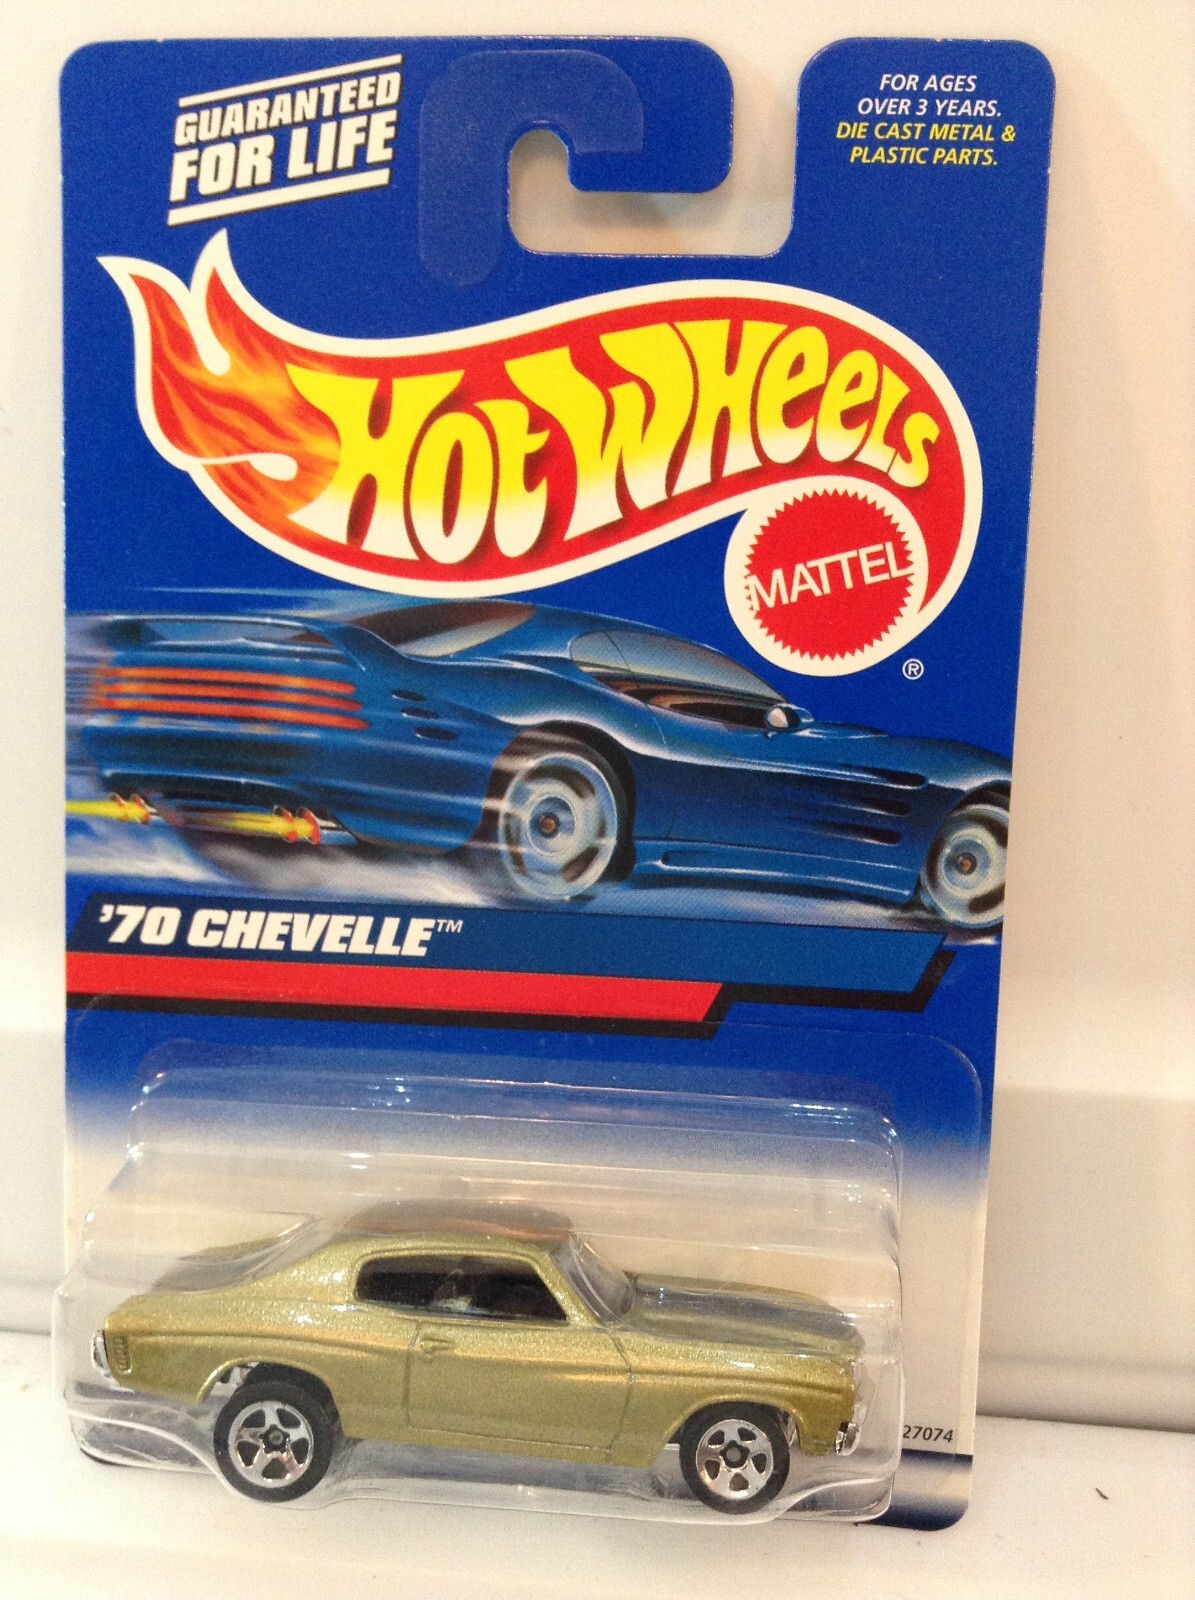 GUARANTEED
FOR LIFE
FOR AGES
OVER 3 YEARS.
DIE CAST METAL &
PLASTIC PARTS.
HOT WHEELS
MATTEL
®
'70 CHEVELLE™
27074